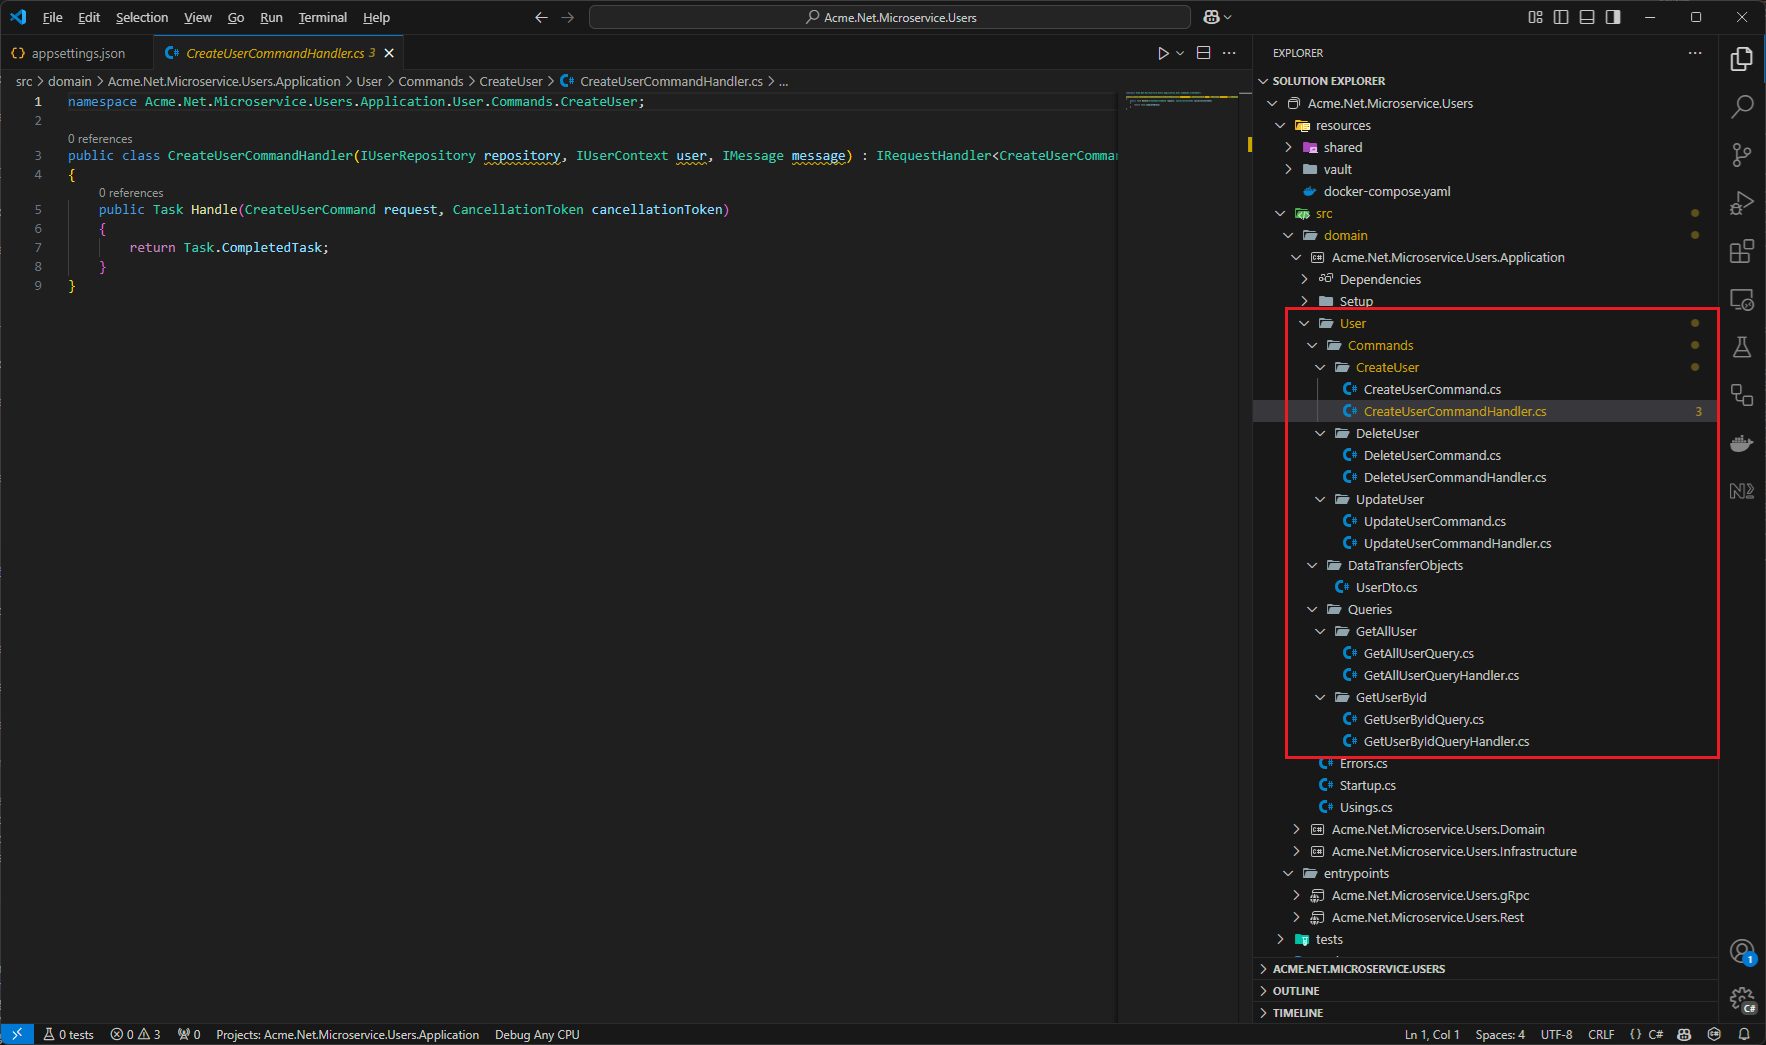 File Edit Selection View Go Run Terminal Help
Acme.Net.Microservice.Users
appsettings.json
CreateUserCommandHandler.cs 3
src > domain > Acme.Net.Microservice.Users.Application > User > Commands > CreateUser > CreateUserCommandHandler.cs > ...
1 namespace Acme.Net.Microservice.Users.Application.User.Commands.CreateUser;
2
0 references
3 public class CreateUserCommandHandler(IUserRepository repository, IUserContext user, IMessage message) : IRequestHandler<CreateUserComma
4 {
0 references
5 public Task Handle(CreateUserCommand request, CancellationToken cancellationToken)
6 {
7 return Task.CompletedTask;
8 }
9 }
EXPLORER
SOLUTION EXPLORER
Acme.Net.Microservice.Users
resources
shared
vault
docker-compose.yaml
src
domain
Acme.Net.Microservice.Users.Application
Dependencies
Setup
User
Commands
CreateUser
CreateUserCommand.cs
CreateUserCommandHandler.cs 3
DeleteUser
DeleteUserCommand.cs
DeleteUserCommandHandler.cs
UpdateUser
UpdateUserCommand.cs
UpdateUserCommandHandler.cs
DataTransferObjects
UserDto.cs
Queries
GetAllUser
GetAllUserQuery.cs
GetAllUserQueryHandler.cs
GetUserById
GetUserByIdQuery.cs
GetUserByIdQueryHandler.cs
Errors.cs
Startup.cs
Usings.cs
Acme.Net.Microservice.Users.Domain
Acme.Net.Microservice.Users.Infrastructure
entrypoints
Acme.Net.Microservice.Users.gRpc
Acme.Net.Microservice.Users.Rest
tests
ACME.NET.MICROSERVICE.USERS
OUTLINE
TIMELINE
1
C#
0 tests 0 3 0 Projects: Acme.Net.Microservice.Users.Application Debug Any CPU
Ln 1, Col 1 Spaces: 4 UTF-8 CRLF {} C#